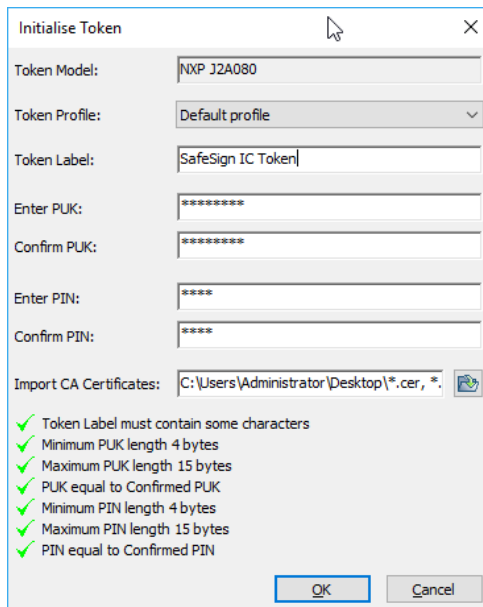 Initialise Token
Token Model: NXP J2A080
Token Profile: Default profile
Token Label: SafeSign IC Token
Enter PUK: ********
Confirm PUK: ********
Enter PIN: ****
Confirm PIN: ****
Import CA Certificates: C:\Users\Administrator\Desktop\*.cer, *.
Token Label must contain some characters
Minimum PUK length 4 bytes
Maximum PUK length 15 bytes
PUK equal to Confirmed PUK
Minimum PIN length 4 bytes
Maximum PIN length 15 bytes
PIN equal to Confirmed PIN
OK Cancel